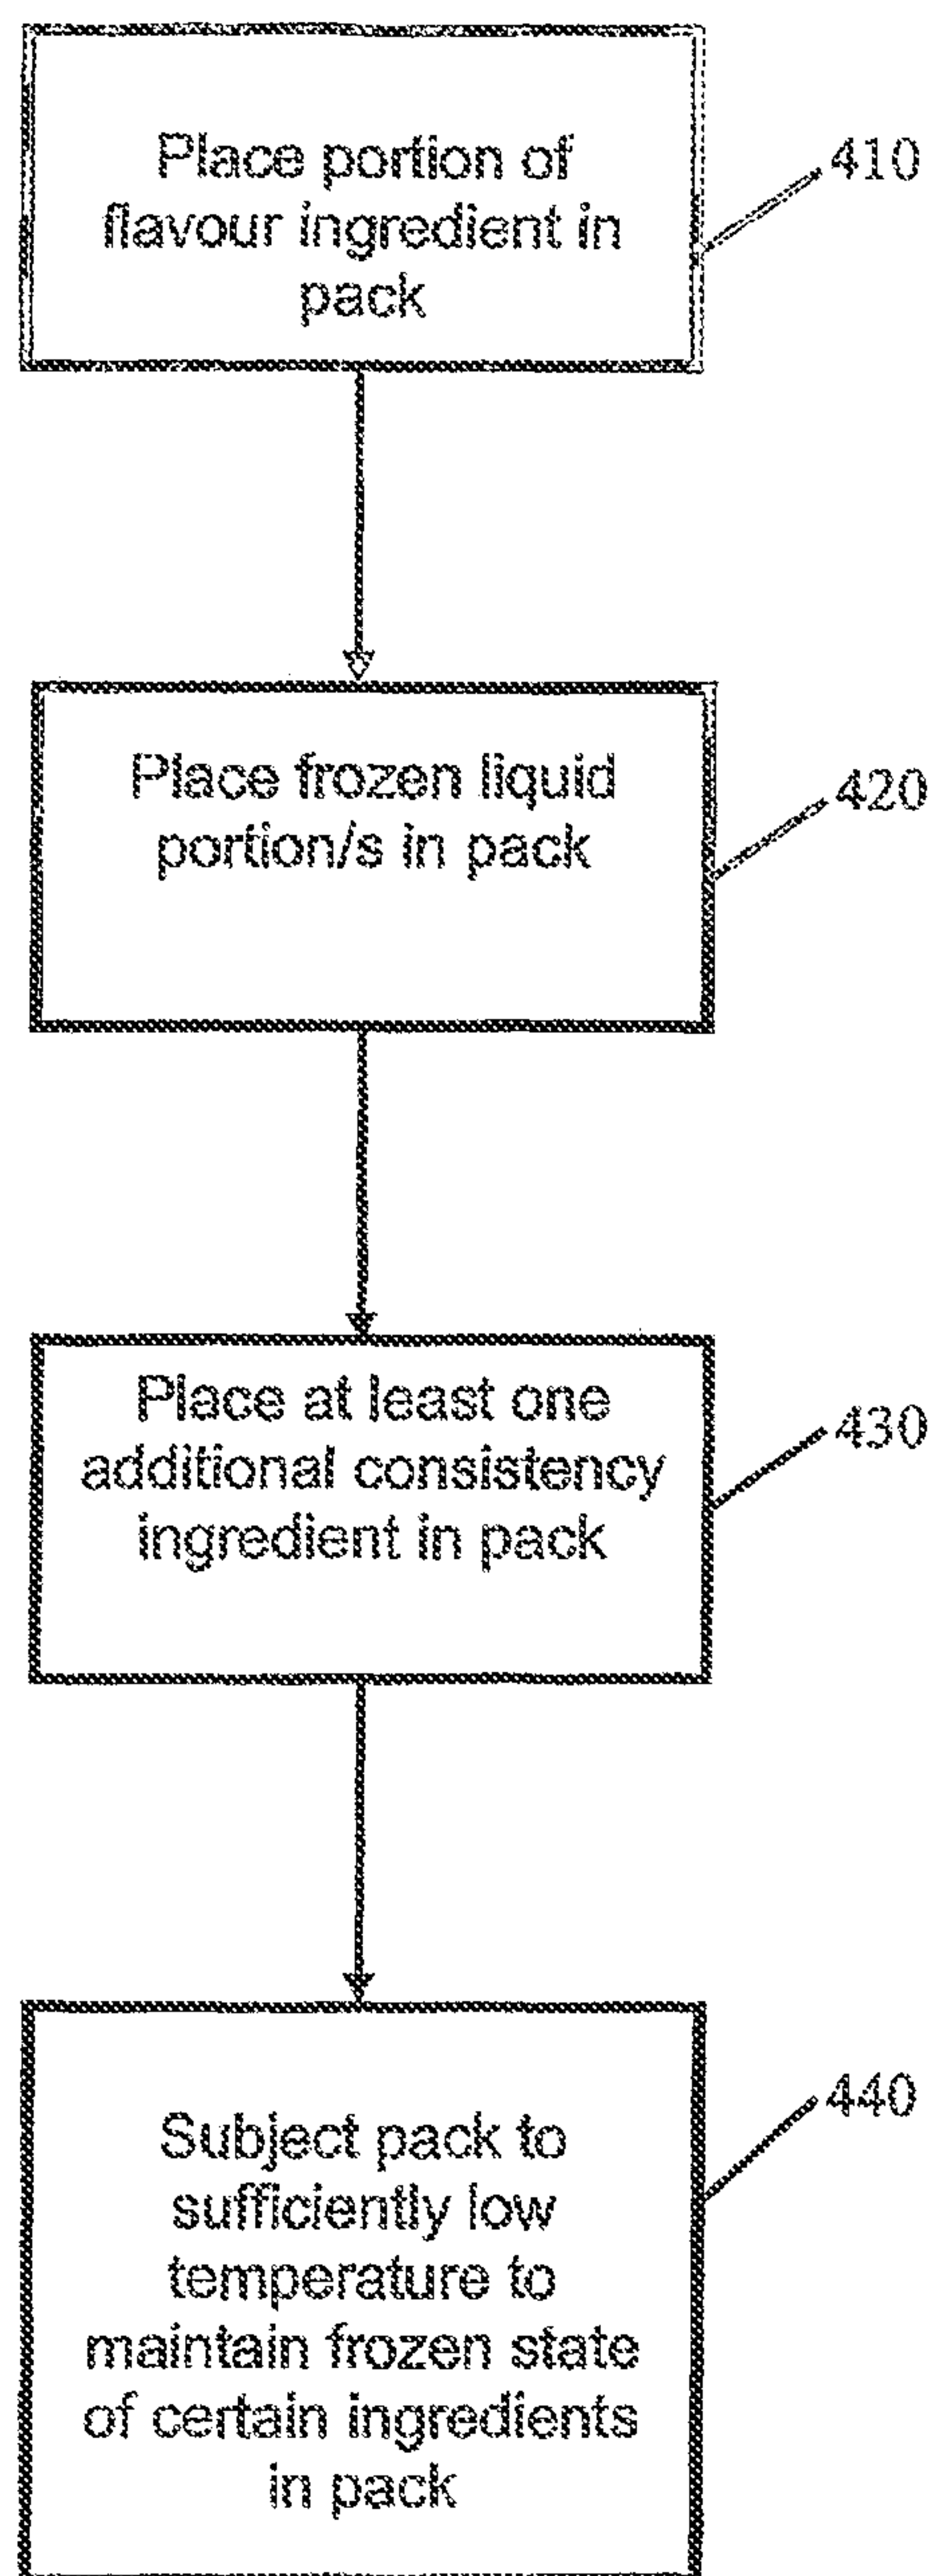 Place portion of
flavour ingredient in
pack
410
Place frozen liquid
portion/s in pack
420
Place at least one
additional consistency
ingredient in pack
430
Subject pack to
sufficiently low
temperature to
maintain frozen state
of certain ingredients
in pack
440